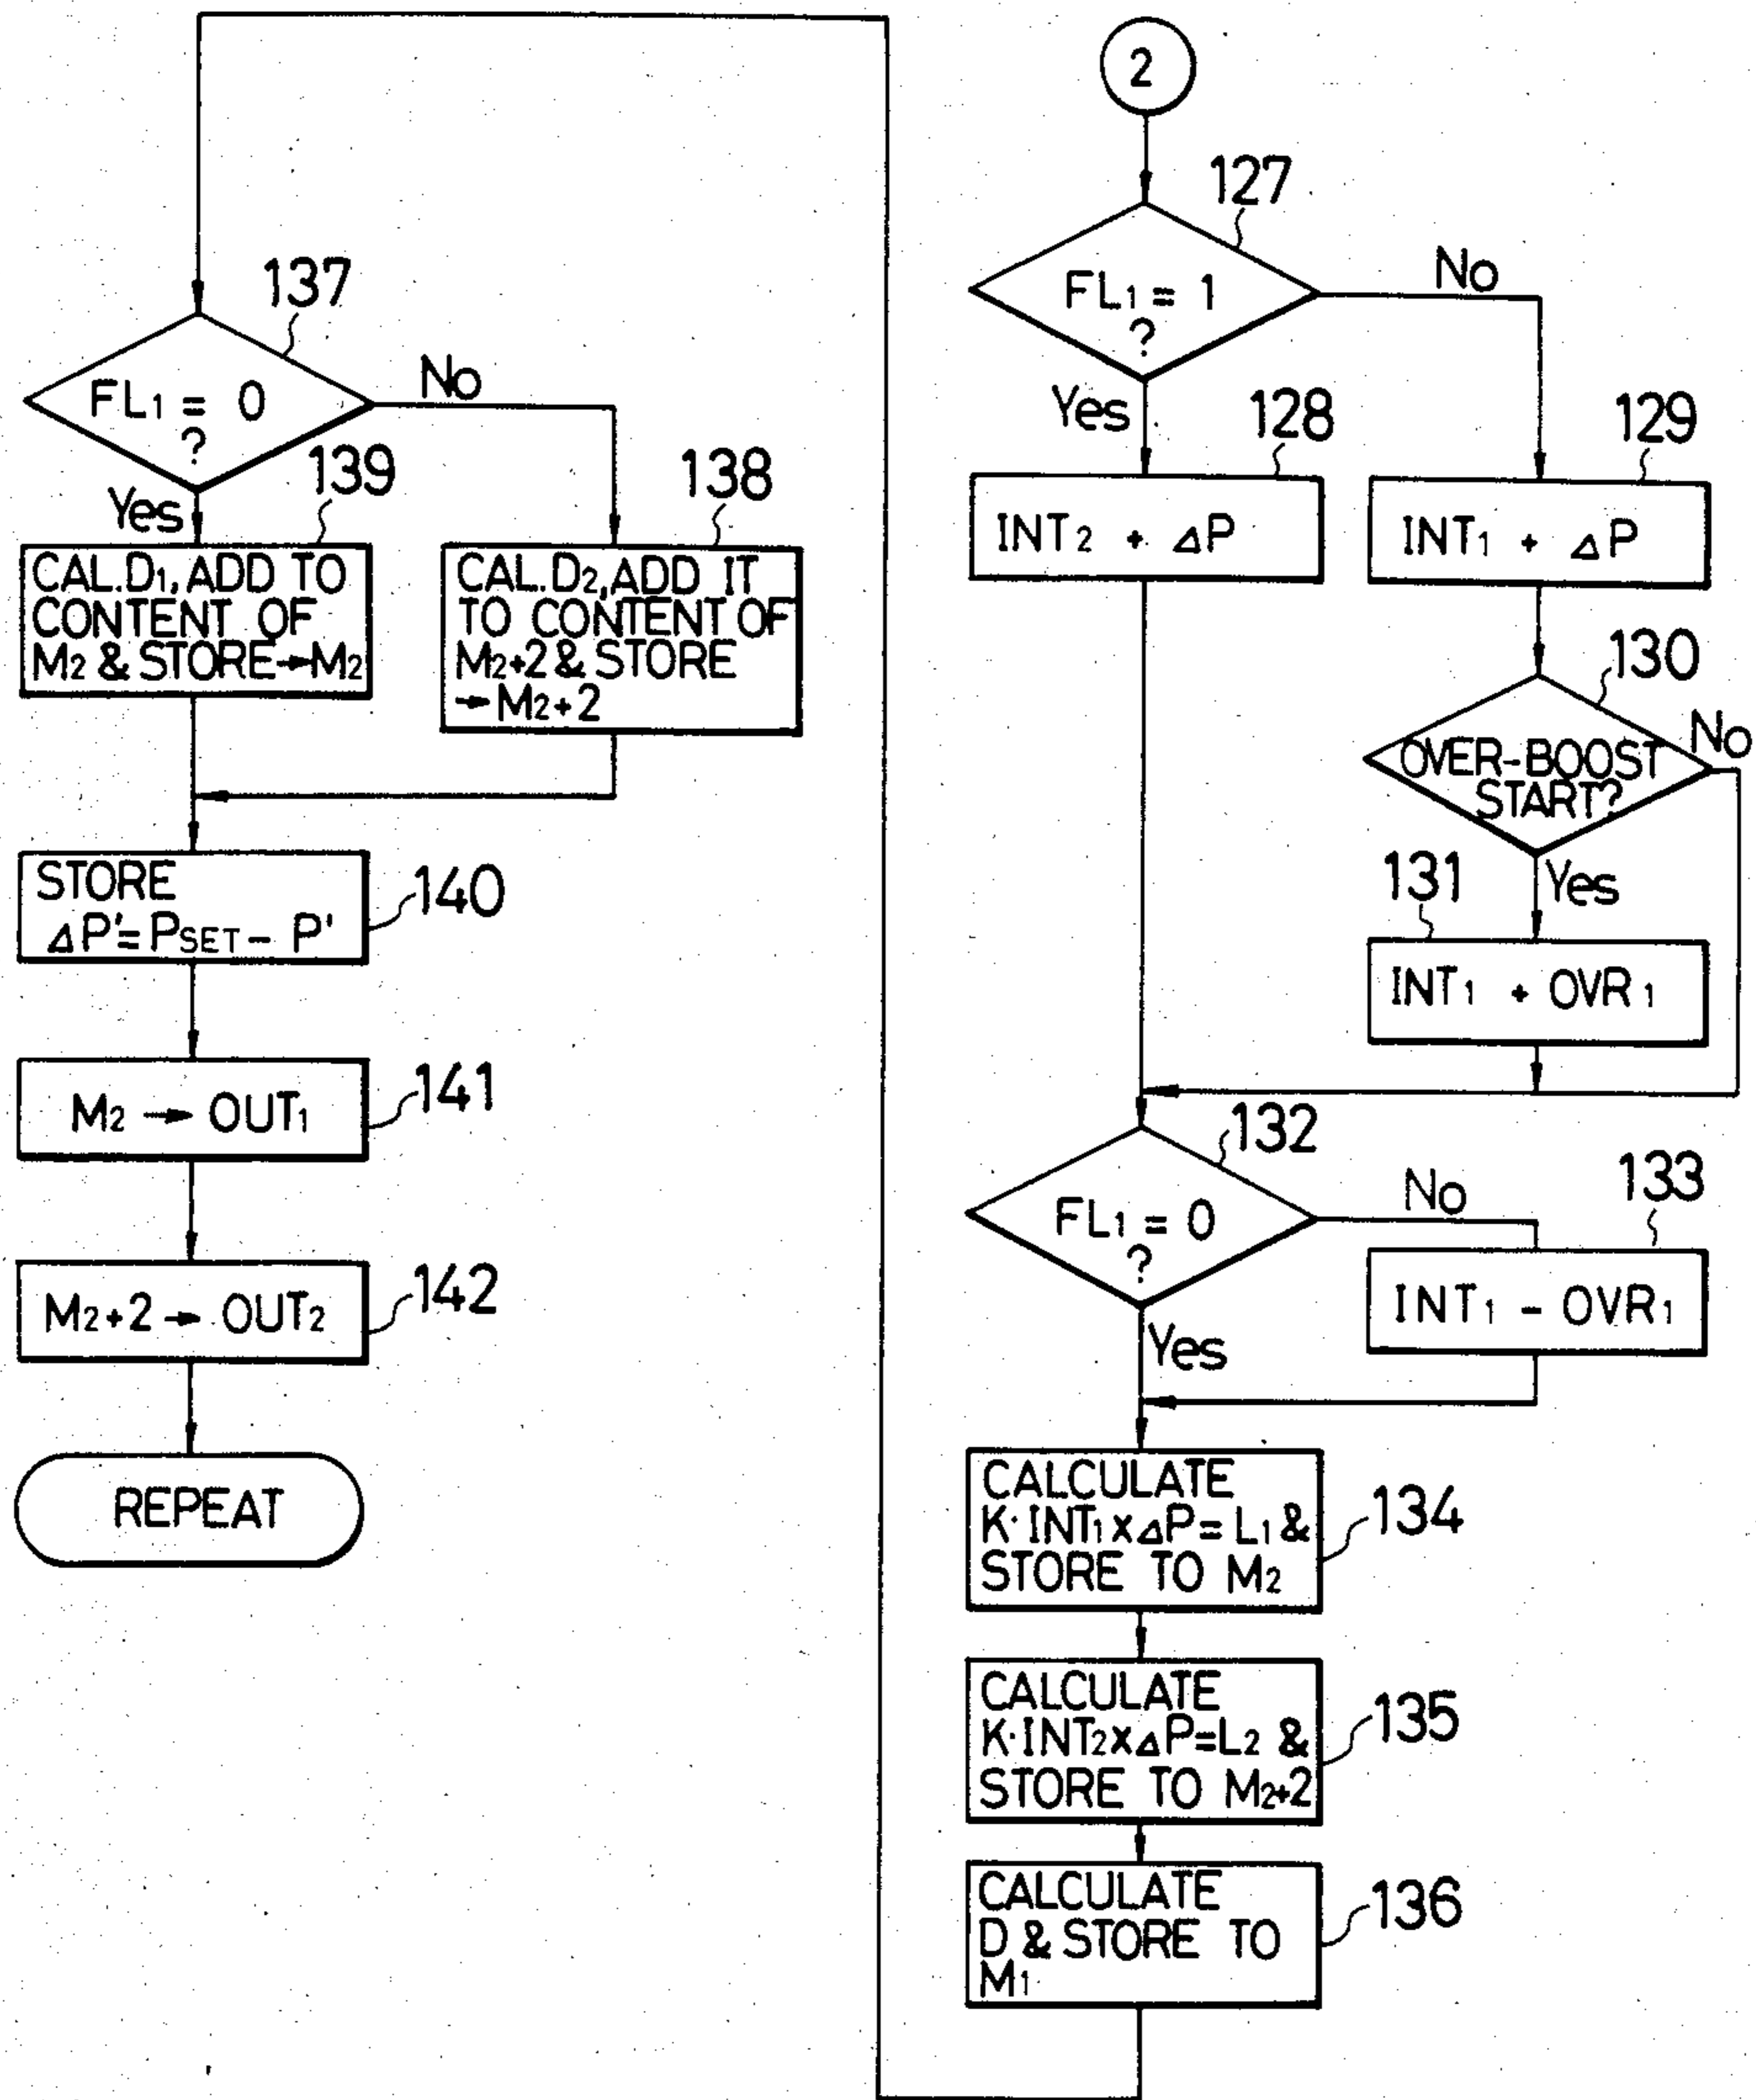 2
127
FL1 = 1
?
No
Yes
128
INT2 + ΔP
129
INT1 + ΔP
130
OVER-BOOST
START?
No
Yes
131
INT1 + OVR1
132
FL1 = 0
?
No
Yes
133
INT1 - OVR1
CALCULATE
K·INT1×ΔP= L1 &
STORE TO M2
134
CALCULATE
K·INT2×ΔP=L2 &
STORE TO M2+2
135
CALCULATE
D & STORE TO
M1
136
137
FL1 = 0
?
No
Yes
139
CAL.D1, ADD TO
CONTENT OF
M2 & STORE→M2
138
CAL.D2, ADD IT
TO CONTENT OF
M2+2 & STORE
→M2+2
STORE
ΔP'=PSET- P'
140
M2 → OUT1
141
M2+2 → OUT2
142
REPEAT